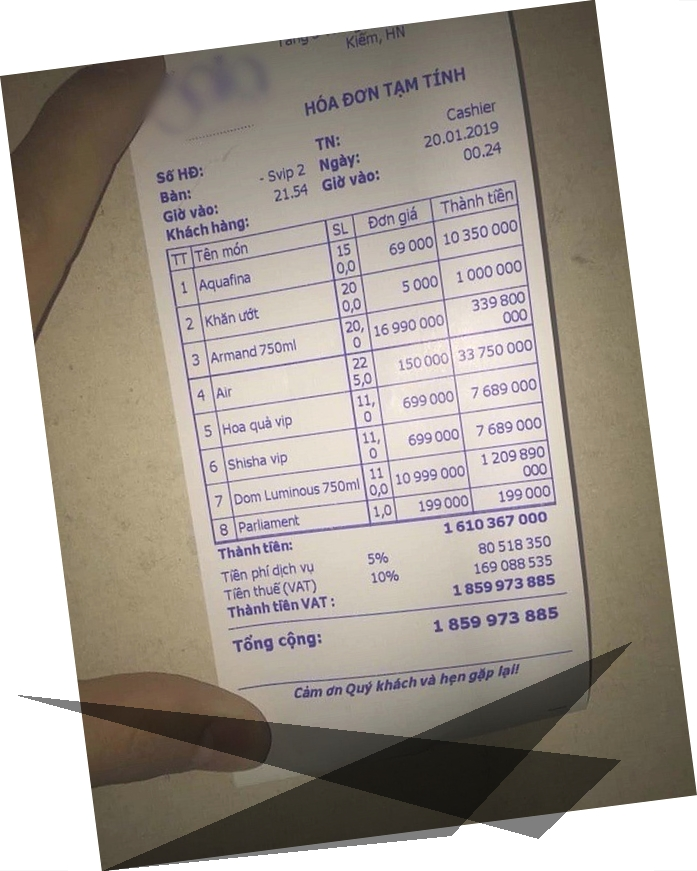 Kiếm, HN
HÓA ĐƠN TẠM TÍNH
Số HĐ: TN: Cashier
Bàn: - Svip 2 Ngày: 20.01.2019
Giờ vào: 21.54 Giờ vào: 00.24
Khách hàng:
TT Tên món SL Đơn giá Thành tiền
1 Aquafina 15 0,0 69 000 10 350 000
2 Khăn ướt 20 0,0 5 000 1 000 000
3 Armand 750ml 20, 0 16 990 000 339 800 000
4 Air 22 5,0 150 000 33 750 000
5 Hoa quả vip 11, 0 699 000 7 689 000
6 Shisha vip 11, 0 699 000 7 689 000
7 Dom Luminous 750ml 11 0,0 10 999 000 1 209 890 000
8 Parliament 1,0 199 000 199 000
Thành tiền: 1 610 367 000
Tiền phí dịch vụ 5% 80 518 350
Tiền thuế (VAT) 10% 169 088 535
Thành tiền VAT : 1 859 973 885
Tổng cộng: 1 859 973 885
Cảm ơn Quý khách và hẹn gặp lại!